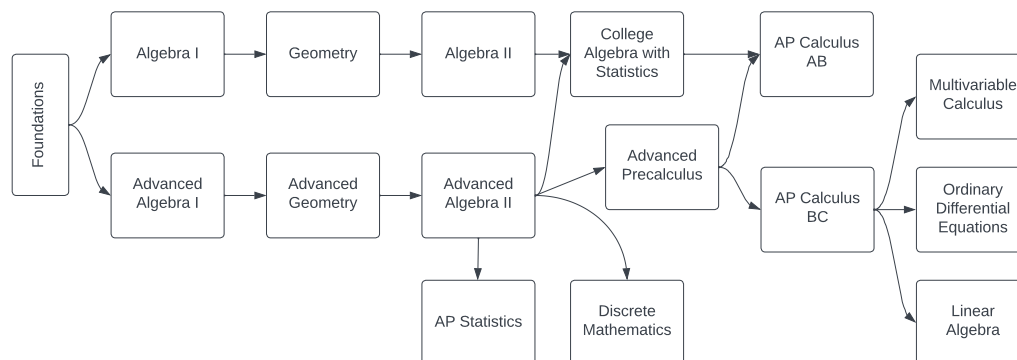 Foundations
Algebra I
Geometry
Algebra II
College
Algebra with
Statistics
AP Calculus
AB
Multivariable
Calculus
Advanced
Algebra I
Advanced
Geometry
Advanced
Algebra II
Advanced
Precalculus
AP Calculus
BC
Ordinary
Differential
Equations
AP Statistics
Discrete
Mathematics
Linear
Algebra